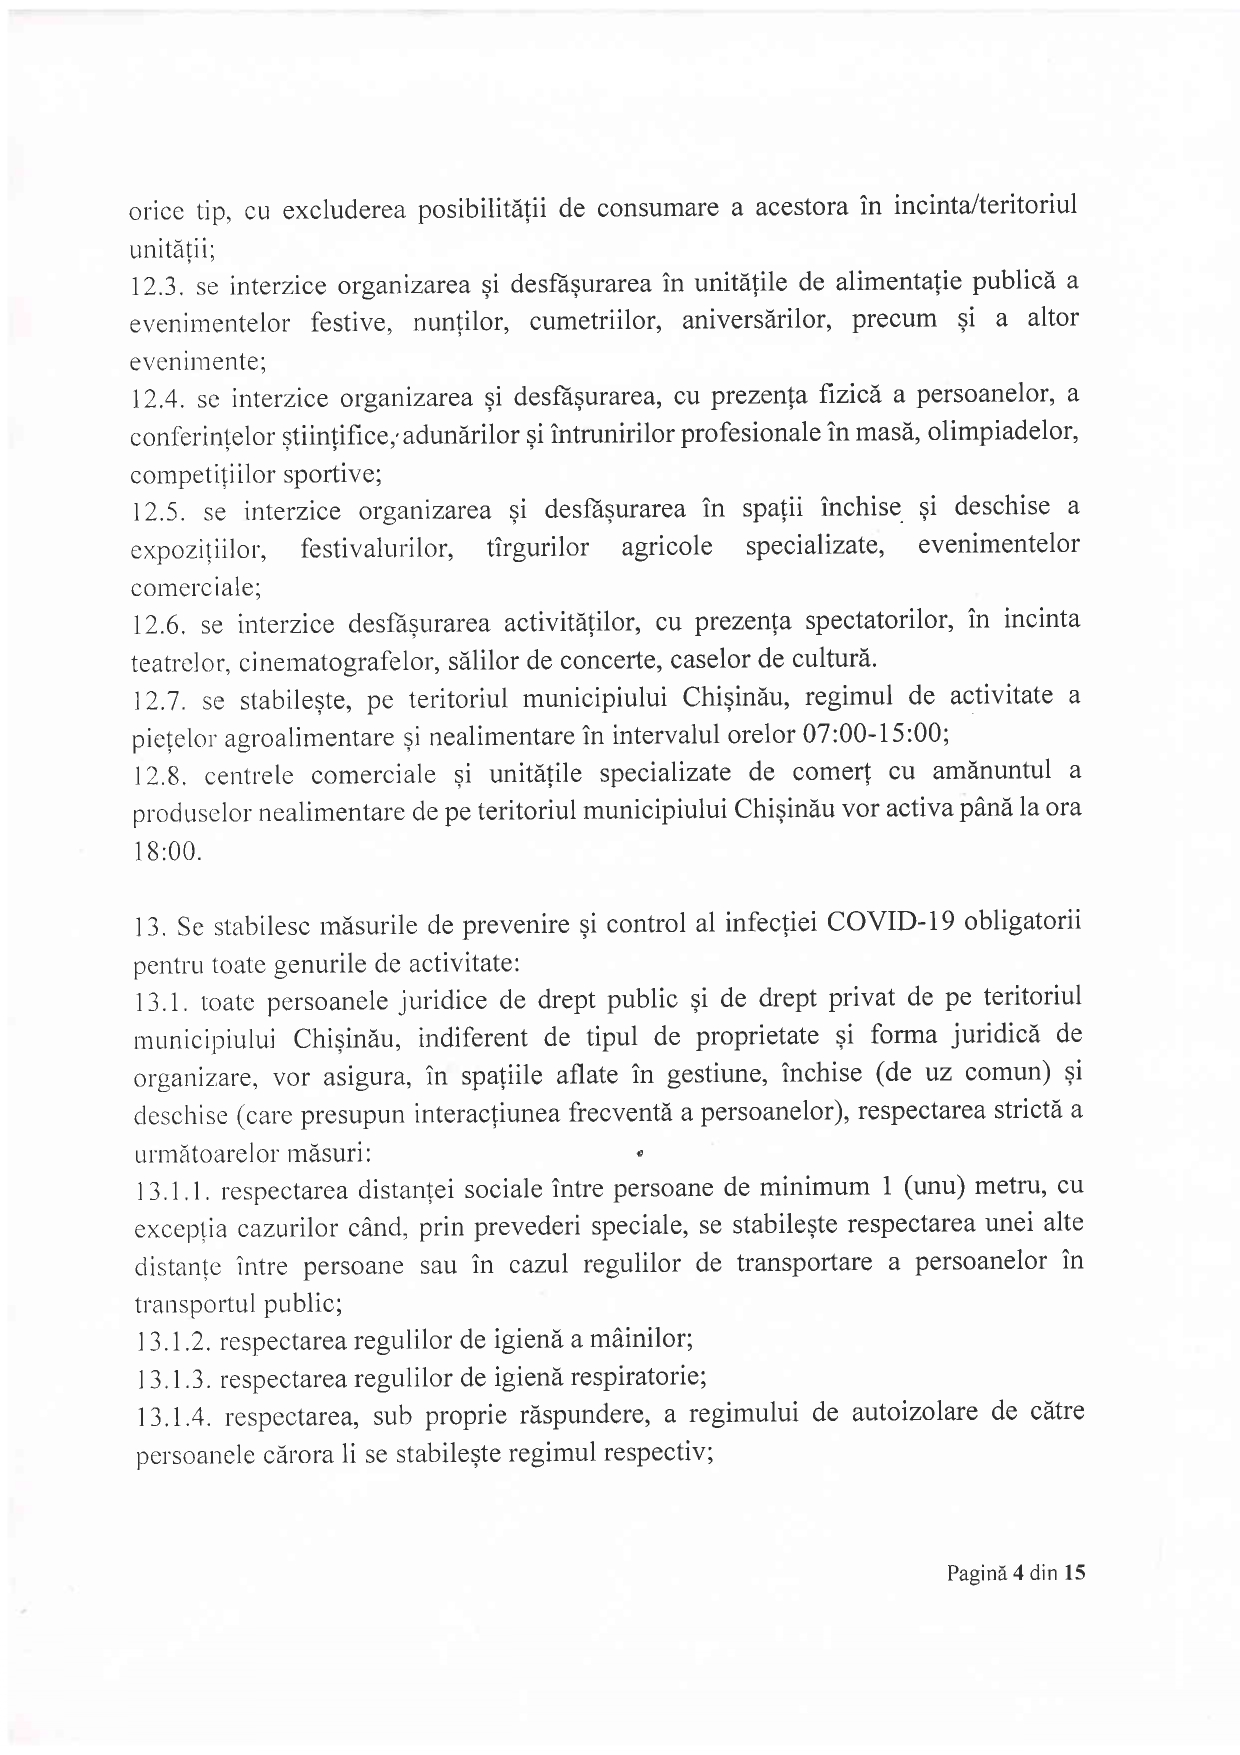 orice tip, cu excluderea posibilității de consumare a acestora în incinta/teritoriul
unității;
12.3. se interzice organizarea și desfășurarea în unitățile de alimentație publică a
evenimentelor festive, nunților, cumetriilor, aniversărilor, precum și a altor
evenimente;
12.4. se interzice organizarea și desfășurarea, cu prezența fizică a persoanelor, a
conferințelor științifice, adunărilor și întrunirilor profesionale în masă, olimpiadelor,
competițiilor sportive;
12.5. se interzice organizarea și desfășurarea în spații închise și deschise a
expozițiilor, festivalurilor, tîrgurilor agricole specializate, evenimentelor
comerciale;
12.6. se interzice desfășurarea activităților, cu prezența spectatorilor, în incinta
teatrelor, cinematografelor, sălilor de concerte, caselor de cultură.
12.7. se stabilește, pe teritoriul municipiului Chișinău, regimul de activitate a
piețelor agroalimentare și nealimentare în intervalul orelor 07:00-15:00;
12.8. centrele comerciale și unitățile specializate de comerț cu amănuntul a
produselor nealimentare de pe teritoriul municipiului Chișinău vor activa până la ora
18:00.
13. Se stabilesc măsurile de prevenire și control al infecției COVID-19 obligatorii
pentru toate genurile de activitate:
13.1. toate persoanele juridice de drept public și de drept privat de pe teritoriul
municipiului Chișinău, indiferent de tipul de proprietate și forma juridică de
organizare, vor asigura, în spațiile aflate în gestiune, închise (de uz comun) și
deschise (care presupun interacțiunea frecventă a persoanelor), respectarea strictă a
următoarelor măsuri:
13.1.1. respectarea distanței sociale între persoane de minimum 1 (unu) metru, cu
excepția cazurilor când, prin prevederi speciale, se stabilește respectarea unei alte
distanțe între persoane sau în cazul regulilor de transportare a persoanelor în
transportul public;
13.1.2. respectarea regulilor de igienă a mâinilor;
13.1.3. respectarea regulilor de igienă respiratorie;
13.1.4. respectarea, sub proprie răspundere, a regimului de autoizolare de către
persoanele cărora li se stabilește regimul respectiv;
Pagină 4 din 15